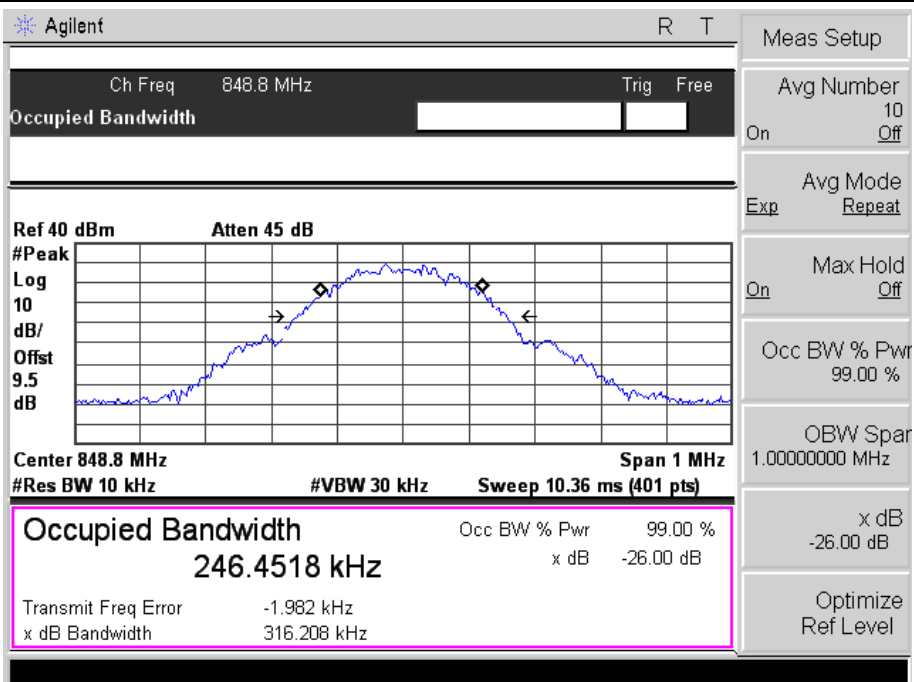 Agilent R T
Ch Freq 848.8 MHz Trig Free
Occupied Bandwidth
Ref 40 dBm Atten 45 dB
#Peak
Log
10
dB/
Offst
9.5
dB
Center 848.8 MHz Span 1 MHz
#Res BW 10 kHz #VBW 30 kHz Sweep 10.36 ms (401 pts)
Occupied Bandwidth Occ BW % Pwr 99.00 %
246.4518 kHz x dB -26.00 dB
Transmit Freq Error -1.982 kHz
x dB Bandwidth 316.208 kHz
Meas Setup
Avg Number
10
On Off
Avg Mode
Exp Repeat
Max Hold
On Off
Occ BW % Pwr
99.00 %
OBW Span
1.00000000 MHz
x dB
-26.00 dB
Optimize
Ref Level